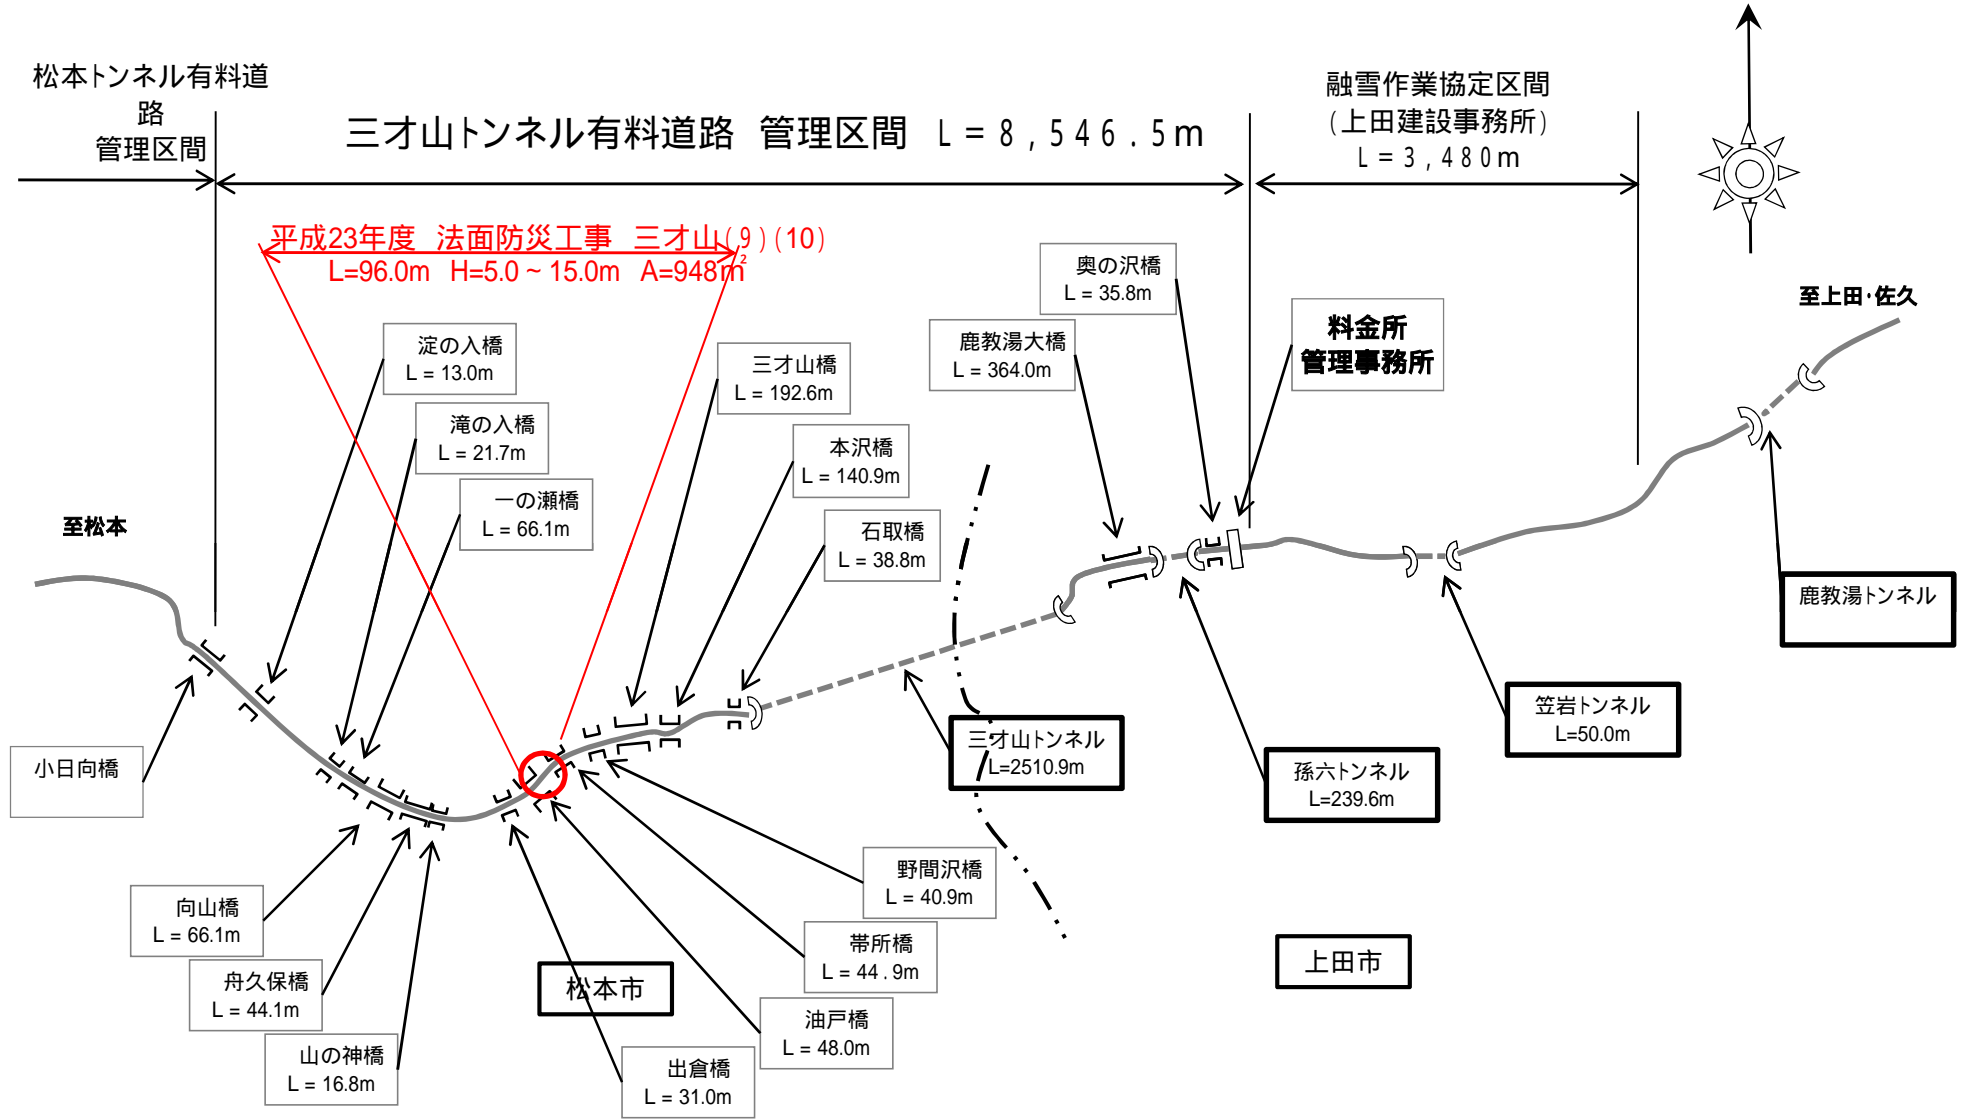 松本トンネル有料道
路
管理区間
三才山トンネル有料道路 管理区間 L=8,546.5m
融雪作業協定区間
(上田建設事務所)
L=3,480m
平成23年度 法面防災工事 三才山(9)(10)
L=96.0m H=5.0~15.0m A=948㎡
奥の沢橋
L = 35.8m
至上田・佐久
淀の入橋
L = 13.0m
三才山橋
L = 192.6m
鹿教湯大橋
L = 364.0m
料金所
管理事務所
滝の入橋
L = 21.7m
本沢橋
L = 140.9m
一の瀬橋
L = 66.1m
至松本
石取橋
L = 38.8m
鹿教湯トンネル
小日向橋
三才山トンネル
L=2510.9m
孫六トンネル
L=239.6m
笠岩トンネル
L=50.0m
向山橋
L = 66.1m
野間沢橋
L = 40.9m
舟久保橋
L = 44.1m
松本市
帯所橋
L = 44.9m
上田市
山の神橋
L = 16.8m
油戸橋
L = 48.0m
出倉橋
L = 31.0m